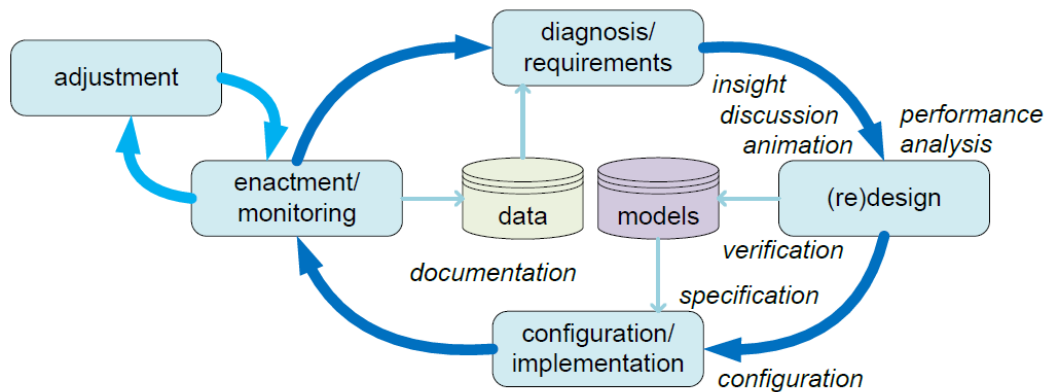 diagnosis/
requirements
adjustment
insight
discussion
animation
performance
analysis
enactment/
monitoring
data
models
(re)design
verification
documentation
specification
configuration/
implementation
configuration